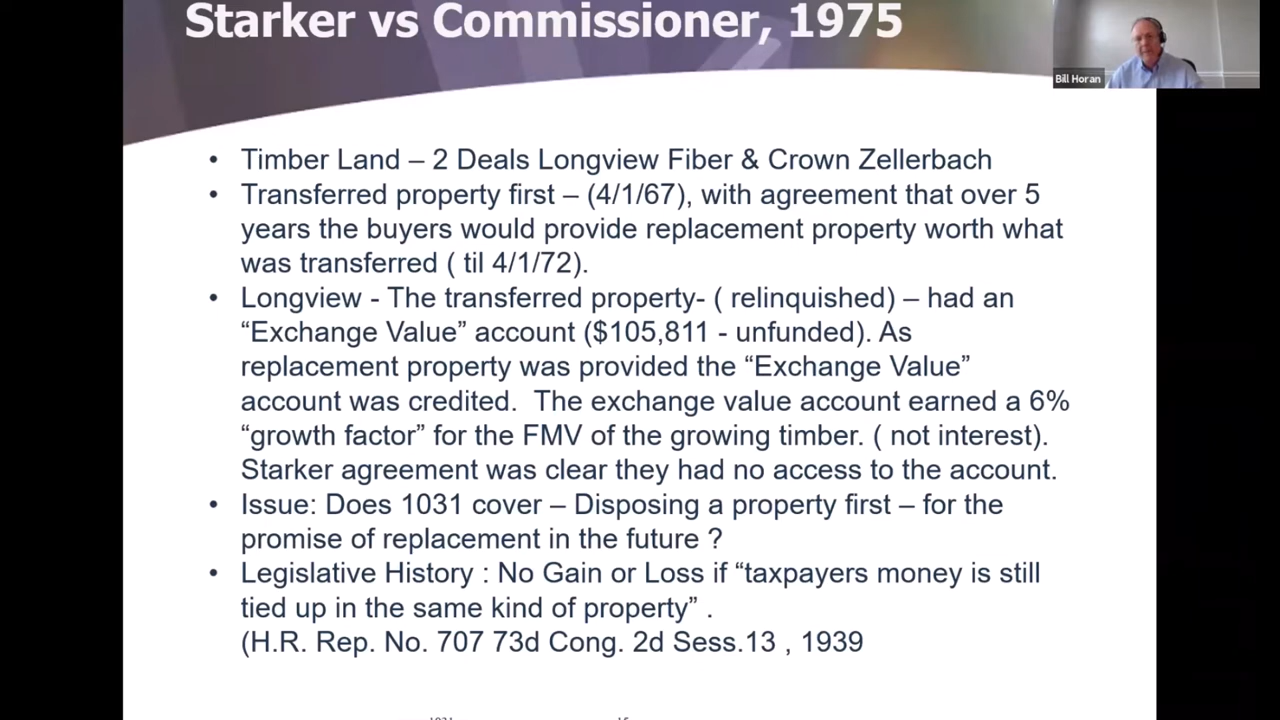 Starker vs Commissioner, 1975
Bill Horan
• Timber Land – 2 Deals Longview Fiber & Crown Zellerbach
• Transferred property first – (4/1/67), with agreement that over 5
years the buyers would provide replacement property worth what
was transferred ( til 4/1/72).
• Longview - The transferred property- ( relinquished) – had an
“Exchange Value” account ($105,811 - unfunded). As
replacement property was provided the “Exchange Value”
account was credited.  The exchange value account earned a 6%
“growth factor” for the FMV of the growing timber. ( not interest).
Starker agreement was clear they had no access to the account.
• Issue: Does 1031 cover – Disposing a property first – for the
promise of replacement in the future ?
• Legislative History : No Gain or Loss if “taxpayers money is still
tied up in the same kind of property” .
(H.R. Rep. No. 707 73d Cong. 2d Sess.13 , 1939